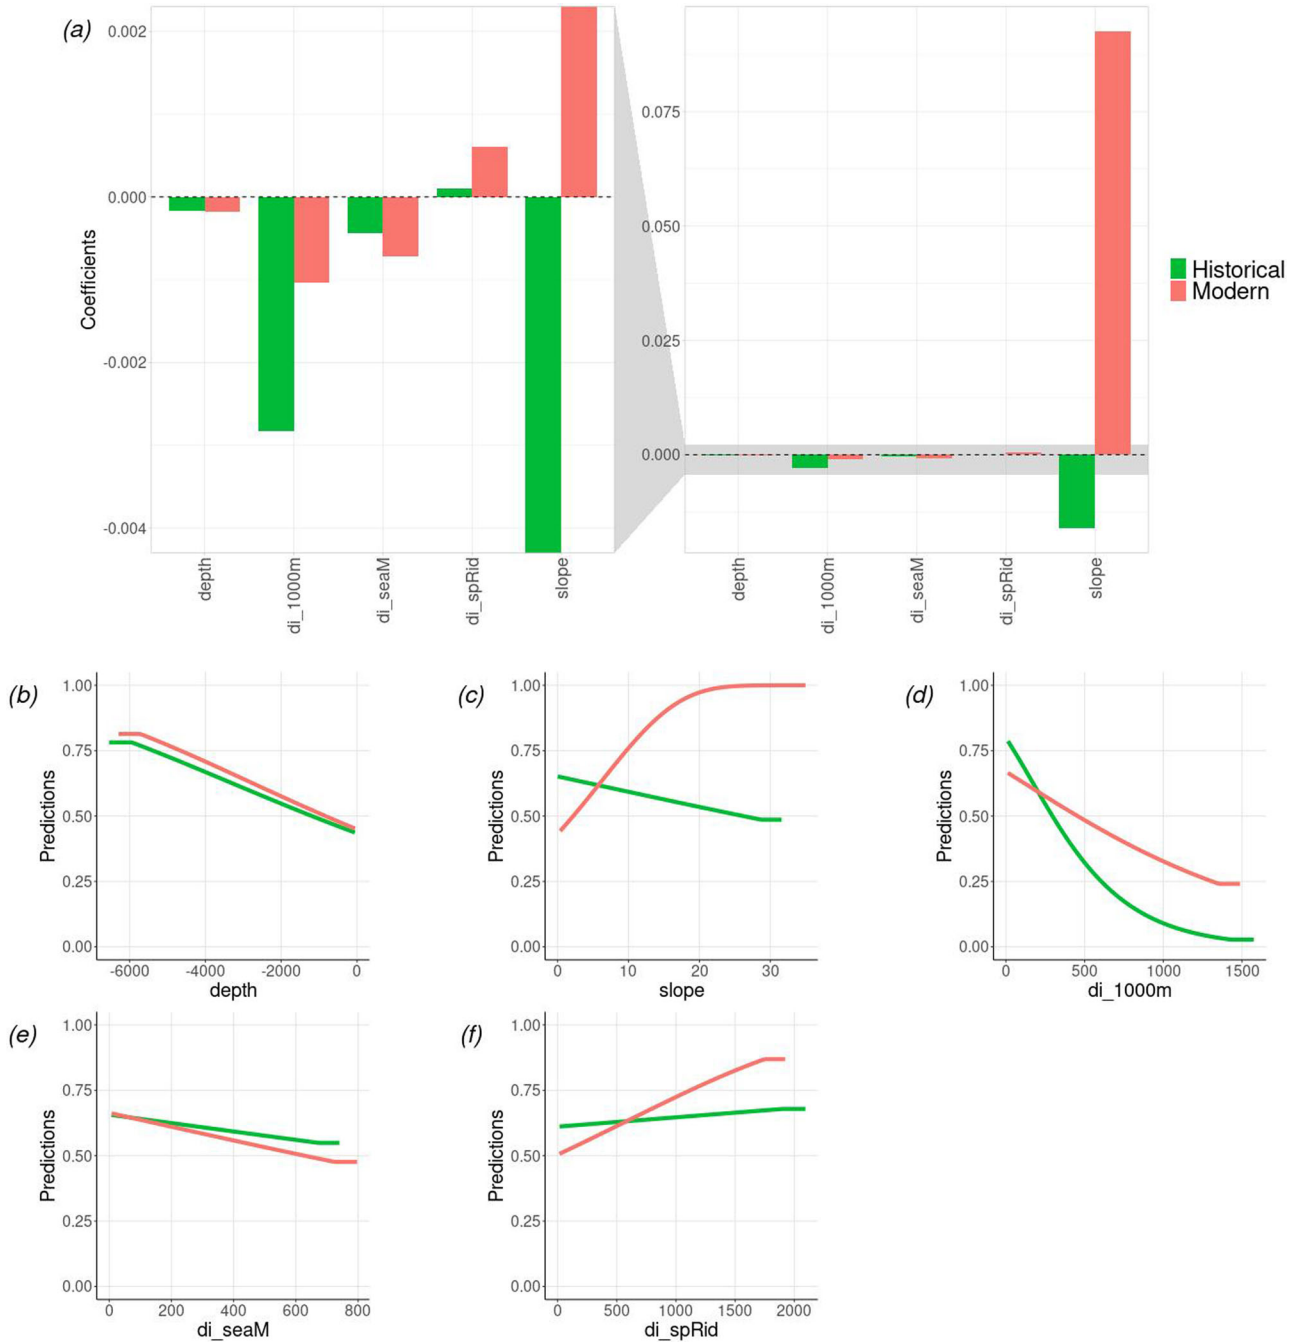 (a)
0.002
0.000
-0.002
-0.004
Coefficients
depth
di_1000m
di_seaM
di_spRid
slope
0.075
0.050
0.025
0.000
depth
di_1000m
di_seaM
di_spRid
slope
Historical
Modern
(b)
1.00
0.75
0.50
0.25
0.00
Predictions
-6000 -4000 -2000 0
depth
(c)
1.00
0.75
0.50
0.25
0.00
Predictions
0 10 20 30
slope
(d)
1.00
0.75
0.50
0.25
0.00
Predictions
0 500 1000 1500
di_1000m
(e)
1.00
0.75
0.50
0.25
0.00
Predictions
0 200 400 600 800
di_seaM
(f)
1.00
0.75
0.50
0.25
0.00
Predictions
0 500 1000 1500 2000
di_spRid